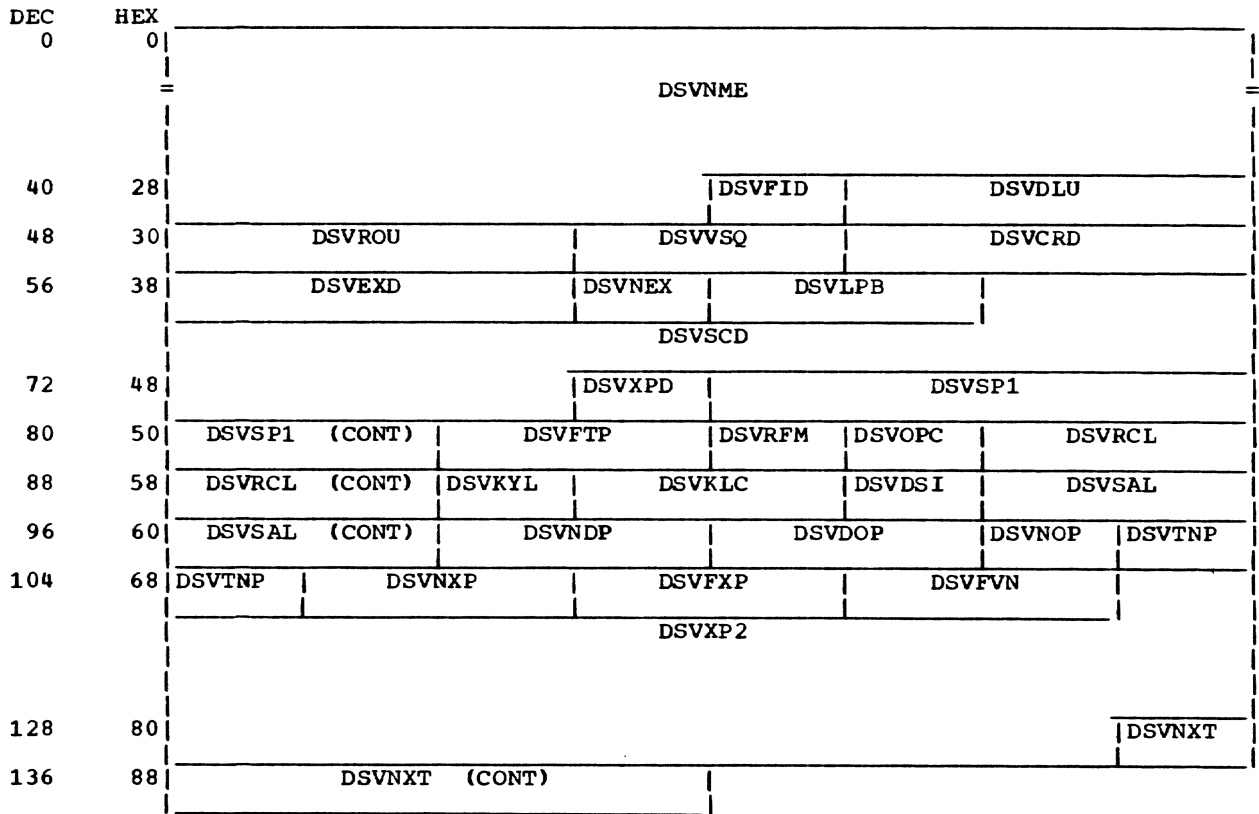 DEC HEX
0 0
= DSVNME =
40 28 DSVFID DSVDLU
48 30 DSVROU DSVVSQ DSVCRD
56 38 DSVEXD DSVNEX DSVLPB
DSVSCD
72 48 DSVXPD DSVSP1
80 50 DSVSP1 (CONT) DSVFTP DSVRFM DSVOPC DSVRCL
88 58 DSVRCL (CONT) DSVKYL DSVKLC DSVDSI DSVSAL
96 60 DSVSAL (CONT) DSVNDP DSVDOP DSVNOP DSVTNP
104 68 DSVTNP DSVNXP DSVFXP DSVFVN
DSVXP2
128 80 DSVNXT
136 88 DSVNXT (CONT)